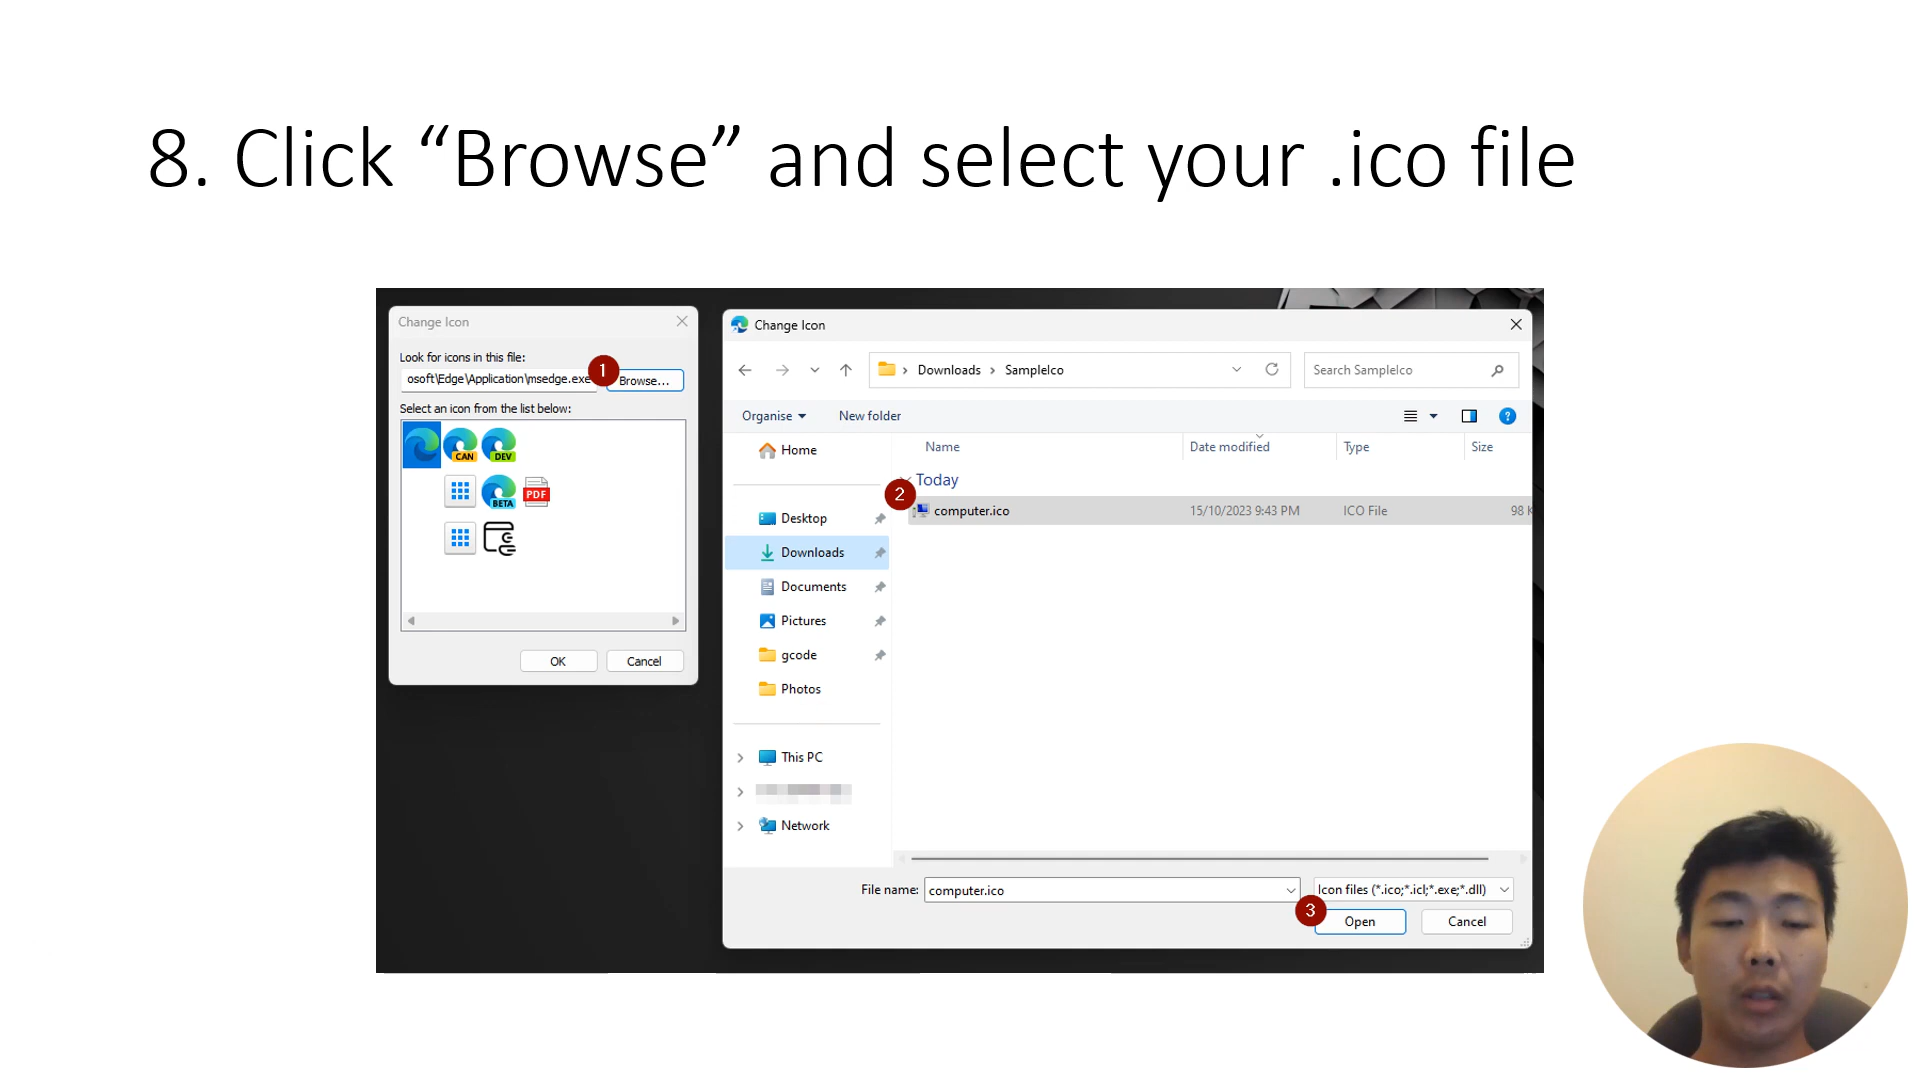 8. Click “Browse” and select your .ico file
Change Icon
Look for icons in this file:
osoft\Edge\Application\msedge.exe
1
Browse...
Select an icon from the list below:
CAN
DEV
BETA
PDF
OK
Cancel
Change Icon
Downloads
SampleIco
Search SampleIco
Organise
New folder
?
Home
Name
Date modified
Type
Size
Today
2
computer.ico
15/10/2023 9:43 PM
ICO File
98 K
Desktop
Downloads
Documents
Pictures
gcode
Photos
This PC
Network
File name:
computer.ico
Icon files (*.ico;*.icl;*.exe;*.dll)
3
Open
Cancel